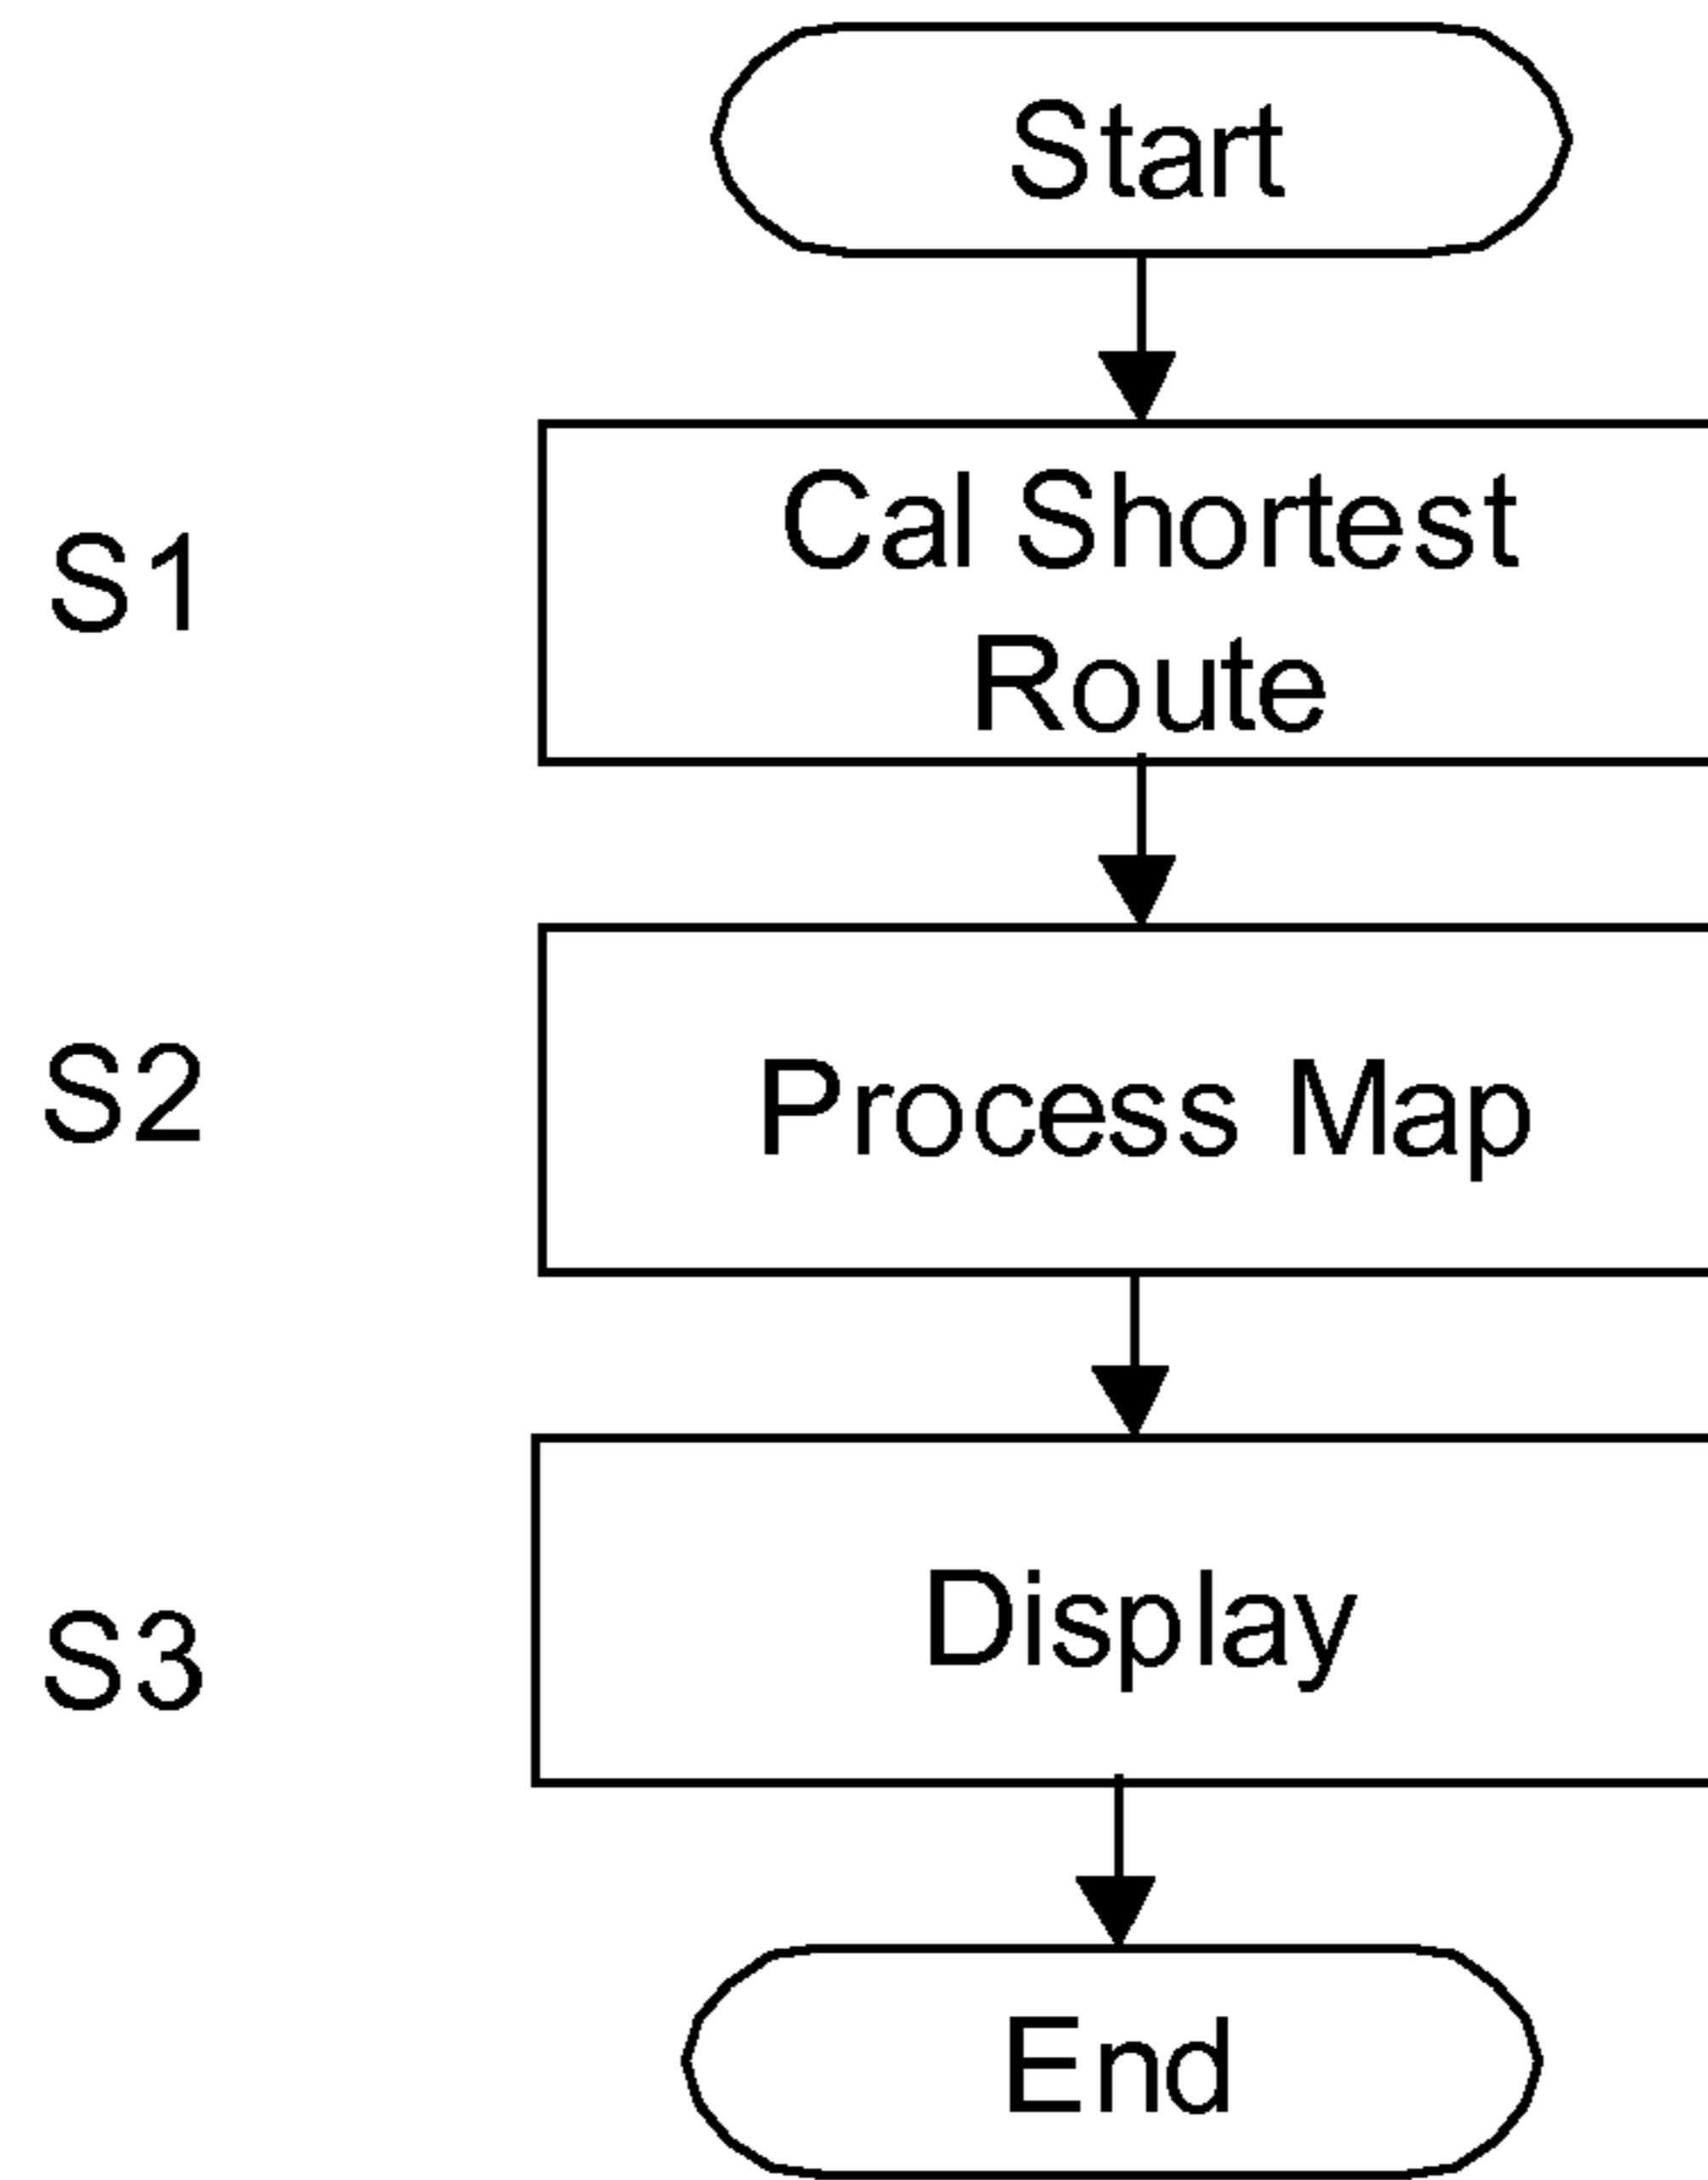 Start
S1
Cal Shortest
Route
S2
Process Map
S3
Display
End